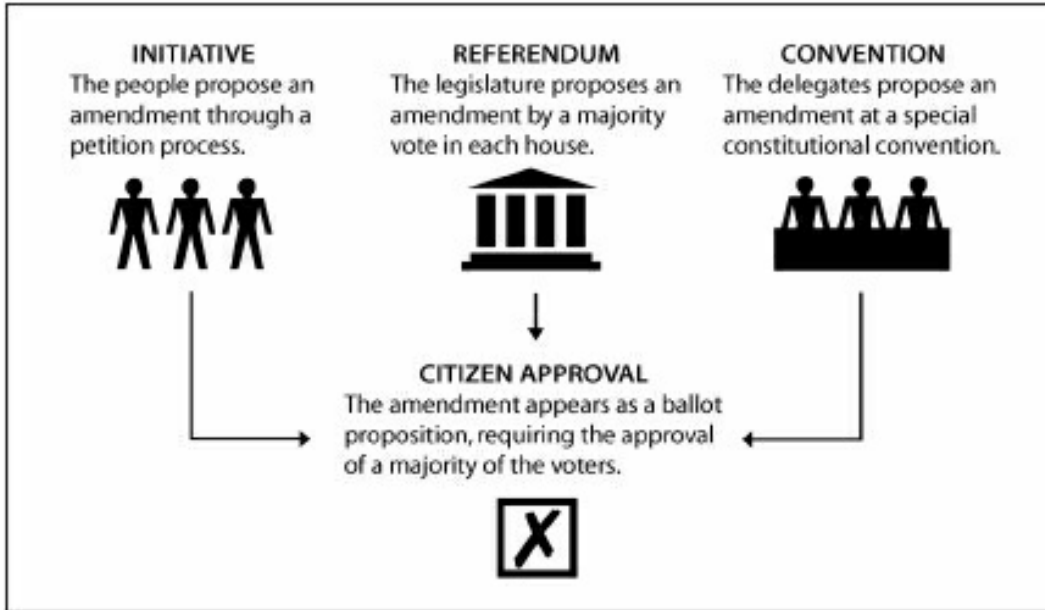 INITIATIVE
The people propose an
amendment through a
petition process.
REFERENDUM
The legislature proposes an
amendment by a majority
vote in each house.
CONVENTION
The delegates propose an
amendment at a special
constitutional convention.
CITIZEN APPROVAL
The amendment appears as a ballot
proposition, requiring the approval
of a majority of the voters.